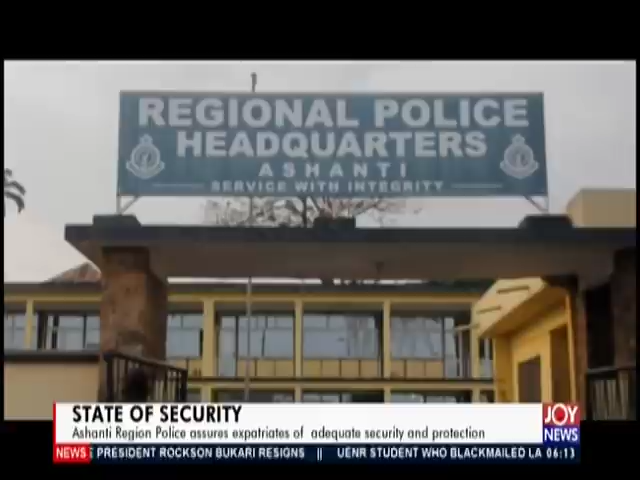 REGIONAL POLICE
HEADQUARTERS
ASHANTI
SERVICE WITH INTEGRITY
STATE OF SECURITY
Ashanti Region Police assures expatriates of adequate security and protection
JOY
NEWS
NEWS PRESIDENT ROCKSON BUKARI RESIGNS || UENR STUDENT WHO BLACKMAILED LA 06:13